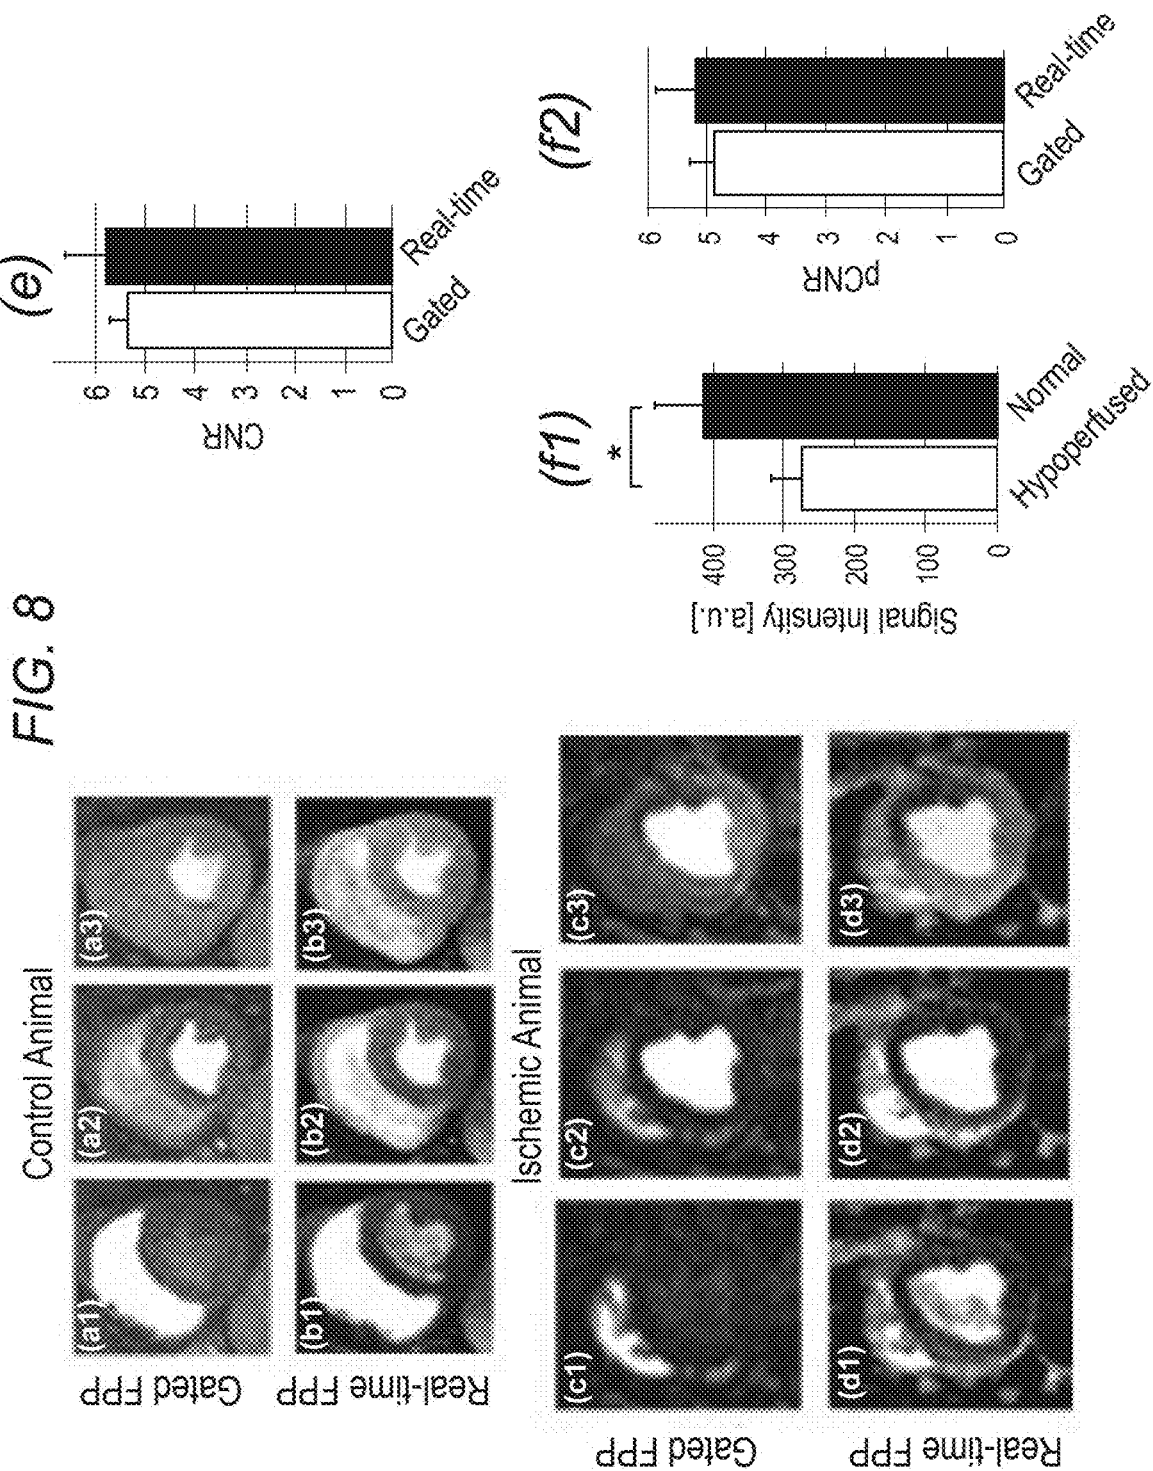 FIG. 8
Control Animal
Gated FPP
(a1)
(a2)
(a3)
Real-time FPP
(b1)
(b2)
(b3)
Ischemic Animal
Gated FPP
(c1)
(c2)
(c3)
Real-time FPP
(d1)
(d2)
(d3)
(e)
CNR
6
5
4
3
2
1
0
Gated
Real-time
(f1)
*
Signal Intensity [a.u.]
400
300
200
100
0
Hypoperfused
Normal
(f2)
pCNR
6
5
4
3
2
1
0
Gated
Real-time